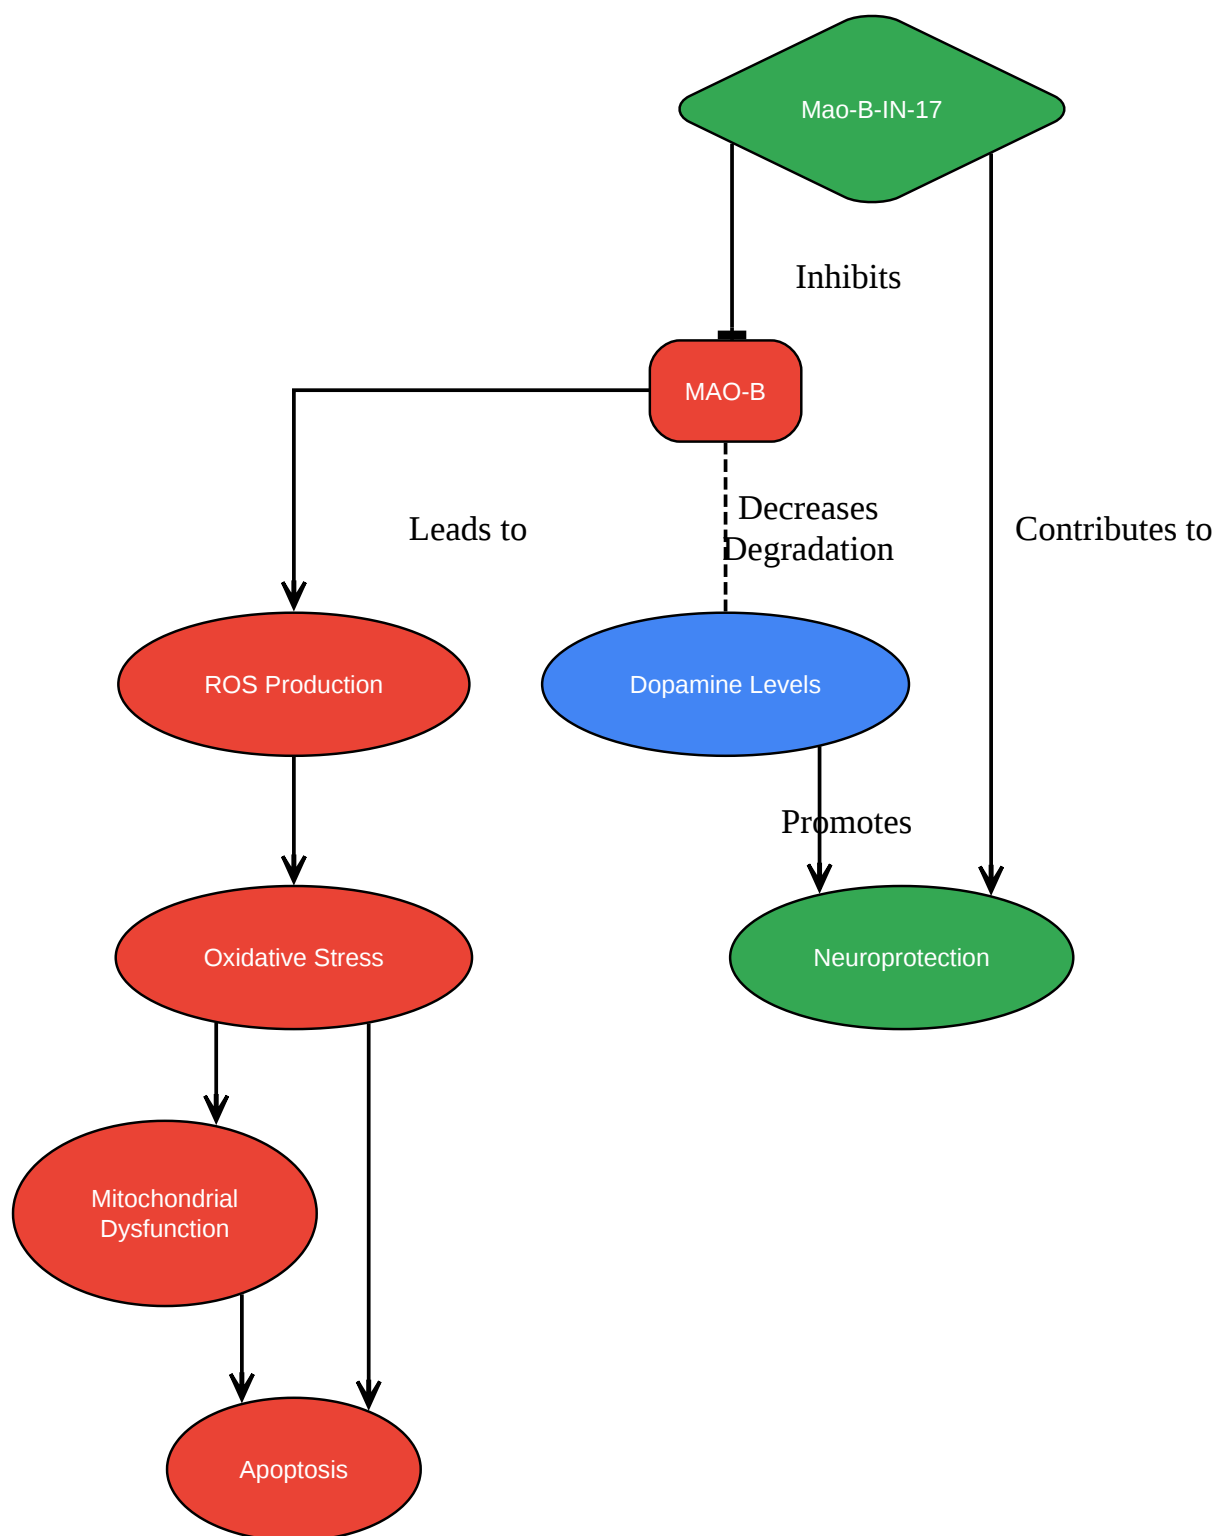 Mao-B-IN-17
Inhibits
MAO-B
Leads to
Decreases
Degradation
Contributes to
ROS Production
Dopamine Levels
Promotes
Oxidative Stress
Neuroprotection
Mitochondrial
Dysfunction
Apoptosis